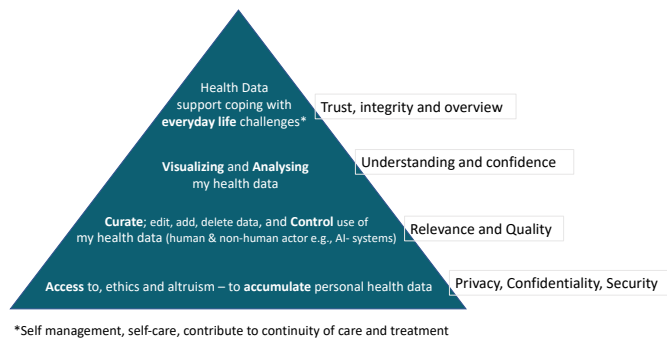 Health Data
support coping with
everyday life challenges*
Trust, integrity and overview
Visualizing and Analysing
my health data
Understanding and confidence
Curate; edit, add, delete data, and Control use of
my health data (human & non-human actor e.g., AI- systems)
Relevance and Quality
Access to, ethics and altruism – to accumulate personal health data
Privacy, Confidentiality, Security
*Self management, self-care, contribute to continuity of care and treatment